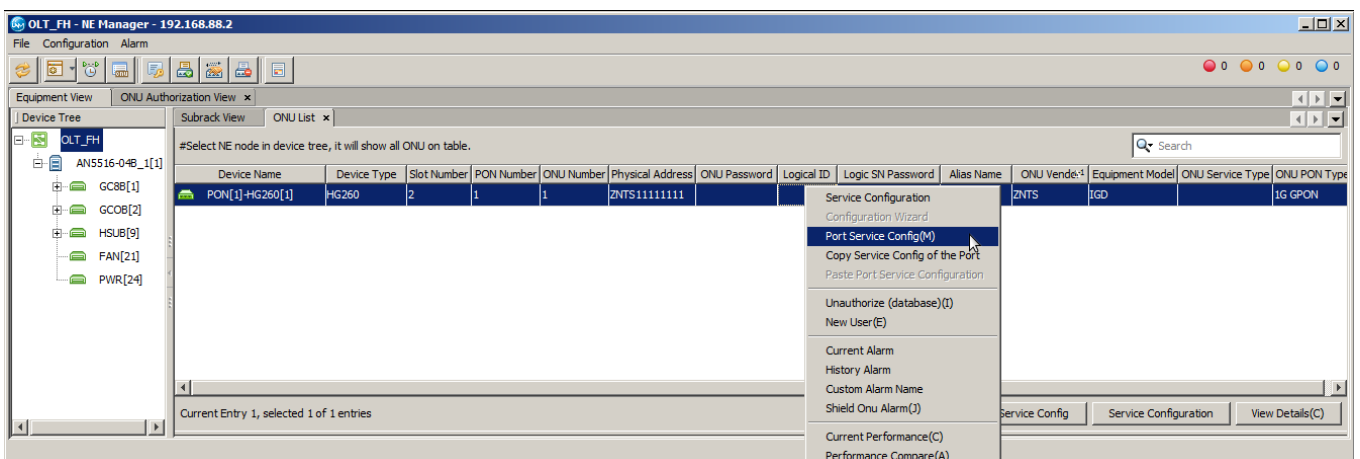 OLT_FH - NE Manager - 192.168.88.2
File Configuration Alarm
0 0 0 0
Equipment View ONU Authorization View
Device Tree
OLT_FH
AN5516-04B_1[1]
GC8B[1]
GCOB[2]
HSUB[9]
FAN[21]
PWR[24]
Subrack View ONU List
#Select NE node in device tree, it will show all ONU on table.
Search
Device Name Device Type Slot Number PON Number ONU Number Physical Address ONU Password Logical ID Logic SN Password Alias Name ONU Vende 1 Equipment Model ONU Service Type ONU PON Type
PON[1]-HG260[1] HG260 2 1 1 ZNTS11111111 ZNTS IGD 1G GPON
Service Configuration
Configuration Wizard
Port Service Config(M)
Copy Service Config of the Port
Paste Port Service Configuration
Unauthorize (database)(I)
New User(E)
Current Alarm
History Alarm
Custom Alarm Name
Shield Onu Alarm(J)
Current Performance(C)
Performance Compare(A)
Current Entry 1, selected 1 of 1 entries
Service Config Service Configuration View Details(C)